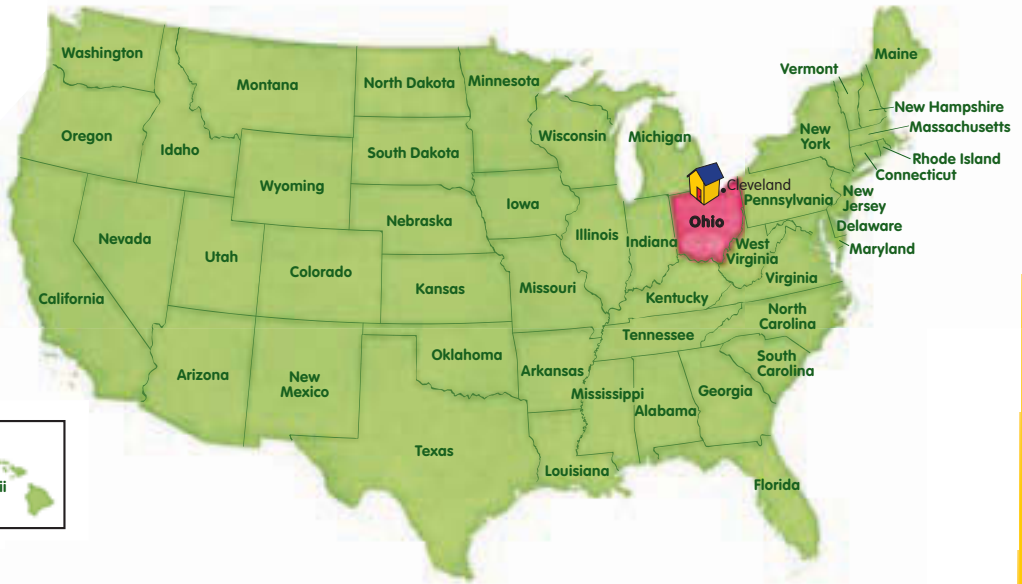 Washington
Montana
North Dakota
Minnesota
Maine
Vermont
New Hampshire
Massachusetts
Rhode Island
Connecticut
New
York
Oregon
Idaho
Wyoming
South Dakota
Wisconsin
Michigan
Cleveland
Pennsylvania
New
Jersey
Delaware
Maryland
Nevada
Utah
Colorado
Nebraska
Iowa
Illinois
Indiana
Ohio
West
Virginia
Virginia
California
Kansas
Missouri
Kentucky
North
Carolina
Tennessee
Arizona
New
Mexico
Oklahoma
Arkansas
South
Carolina
Mississippi
Alabama
Georgia
Texas
Louisiana
Florida
ii